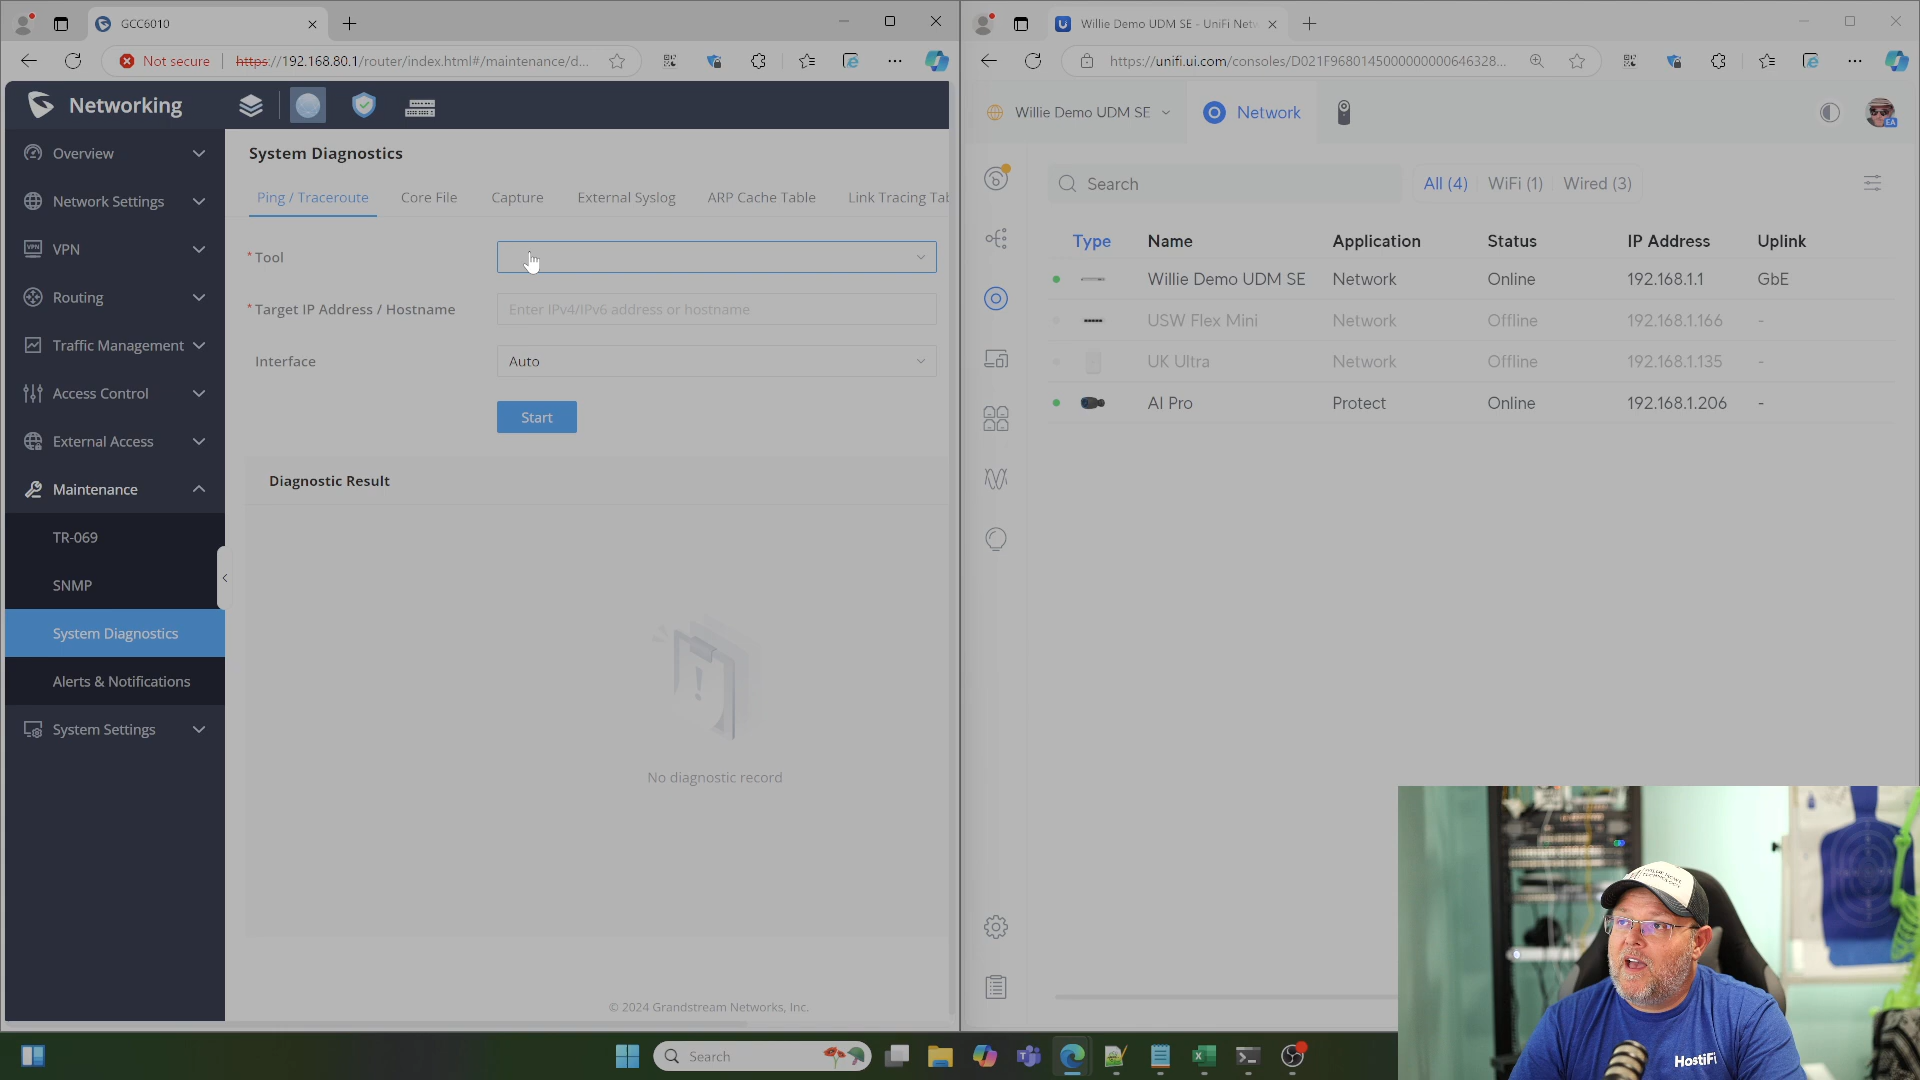 GCC6010
Not secure
https://192.168.80.1/router/index.html#/maintenance/d...
Networking
Overview
Network Settings
VPN
Routing
Traffic Management
Access Control
External Access
Maintenance
TR-069
SNMP
System Diagnostics
Alerts & Notifications
System Settings
System Diagnostics
Ping / Traceroute
Core File
Capture
External Syslog
ARP Cache Table
Link Tracing Tab
* Tool
* Target IP Address / Hostname
Enter IPv4/IPv6 address or hostname
Interface
Auto
Start
Diagnostic Result
No diagnostic record
© 2024 Grandstream Networks, Inc.
Willie Demo UDM SE - UniFi Netw
https://unifi.ui.com/consoles/D021F9680145000000000646328...
Willie Demo UDM SE
Network
EA
Search
All (4)
WiFi (1)
Wired (3)
Type Name Application Status IP Address Uplink
Willie Demo UDM SE Network Online 192.168.1.1 GbE
USW Flex Mini Network Offline 192.168.1.166 -
UK Ultra Network Offline 192.168.1.135 -
AI Pro Protect Online 192.168.1.206 -
HostiFi
Search